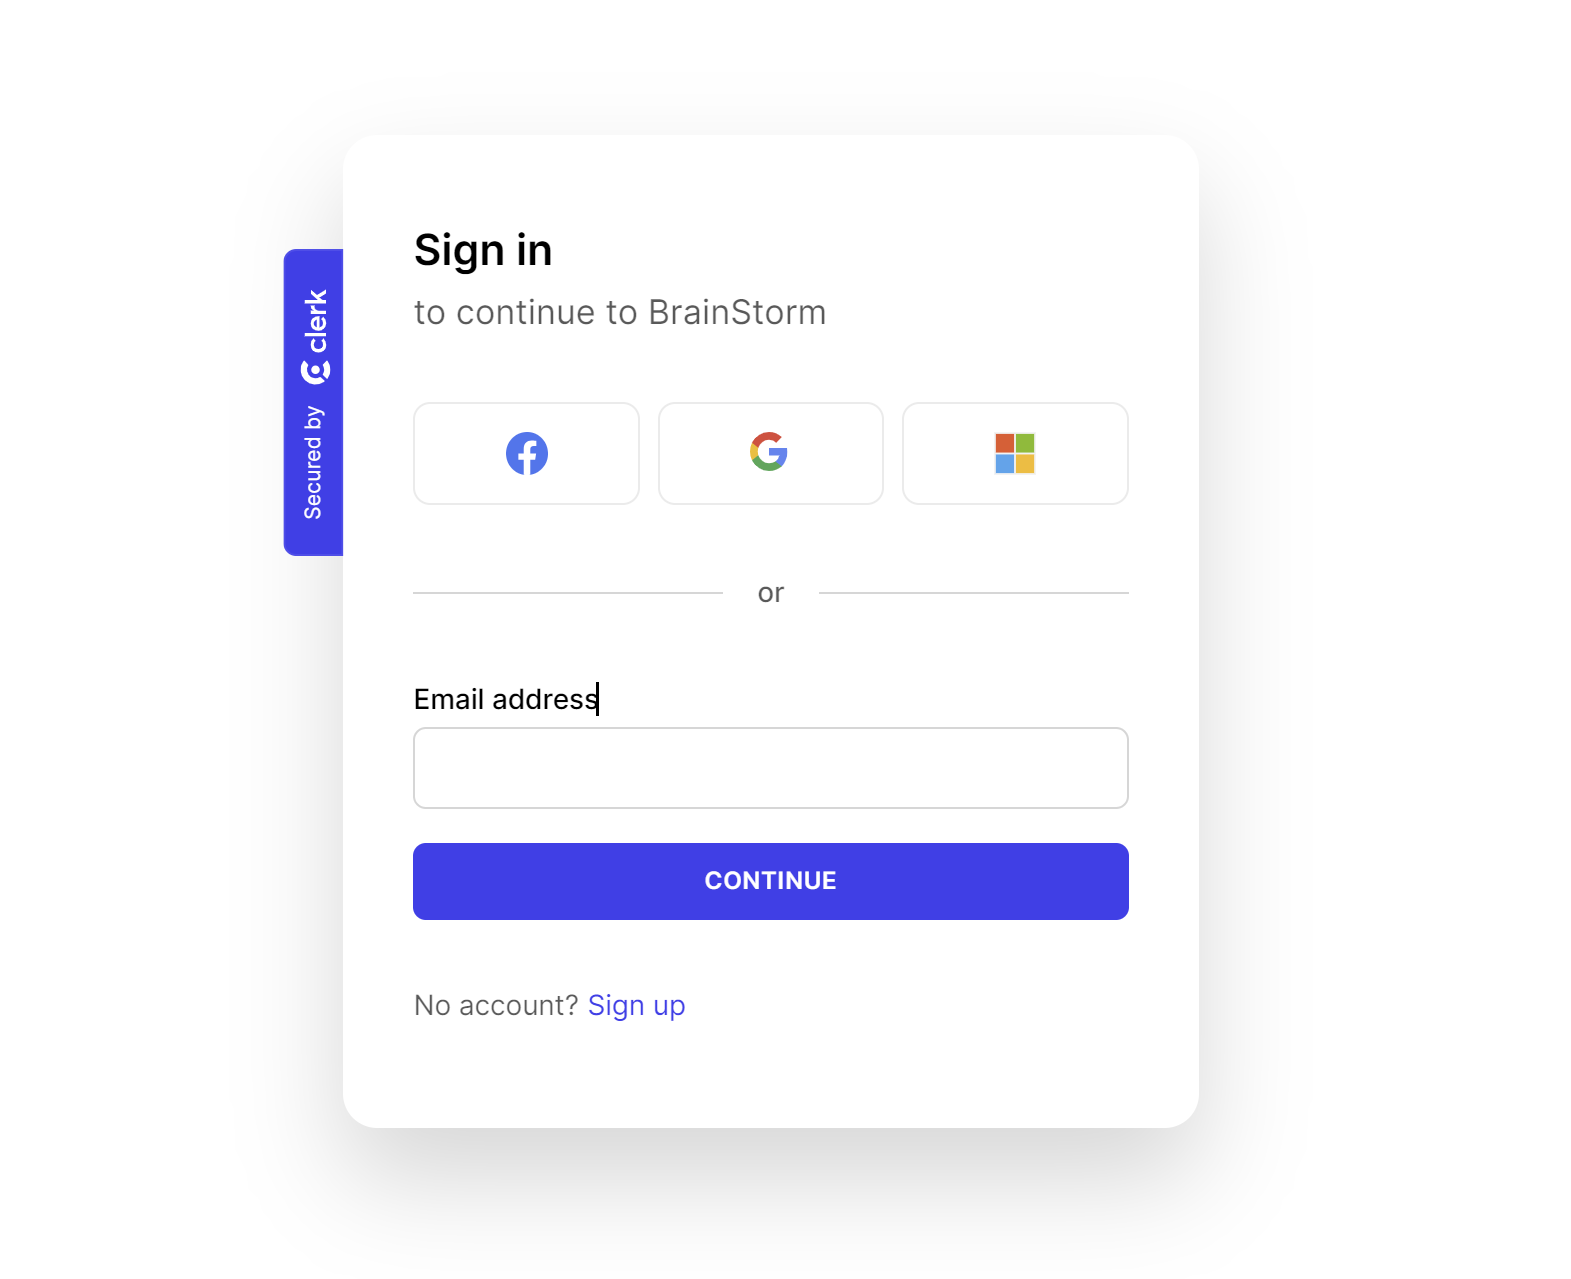 Sign in
to continue to BrainStorm
Secured by clerk
or
Email address
CONTINUE
No account? Sign up